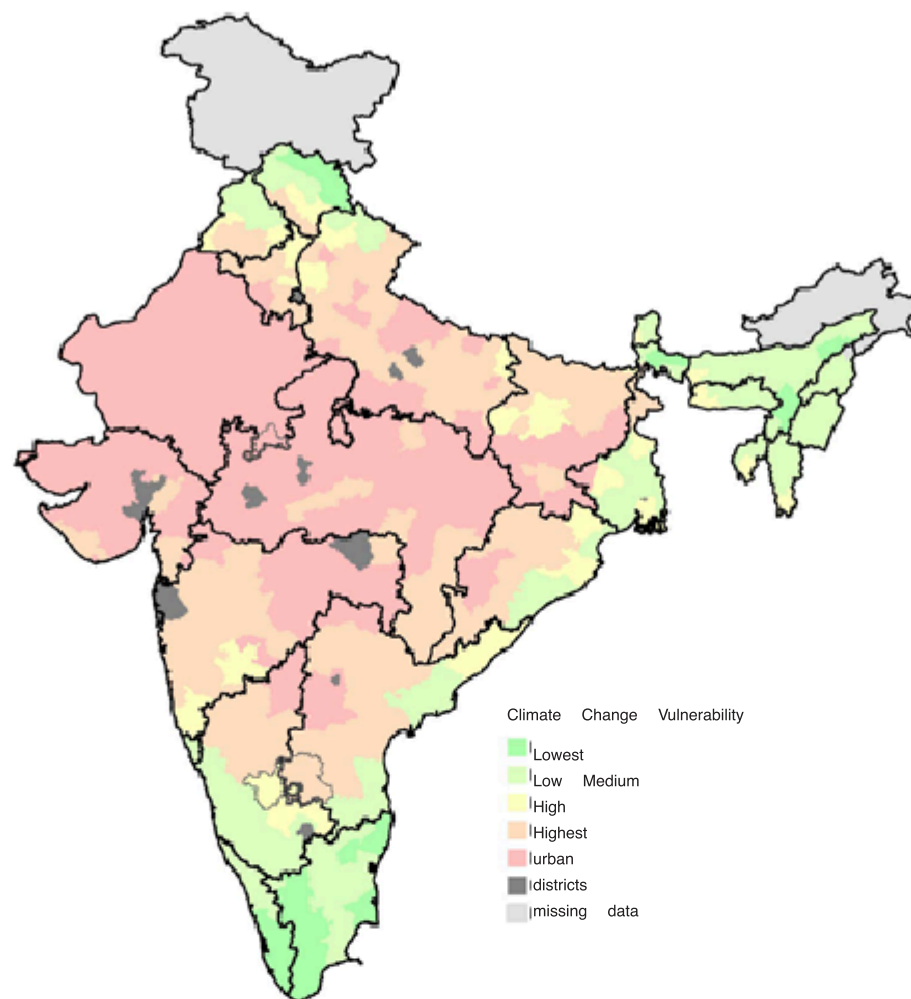 Climate Change Vulnerability
Lowest
Low Medium
High
Highest
urban
districts
missing data